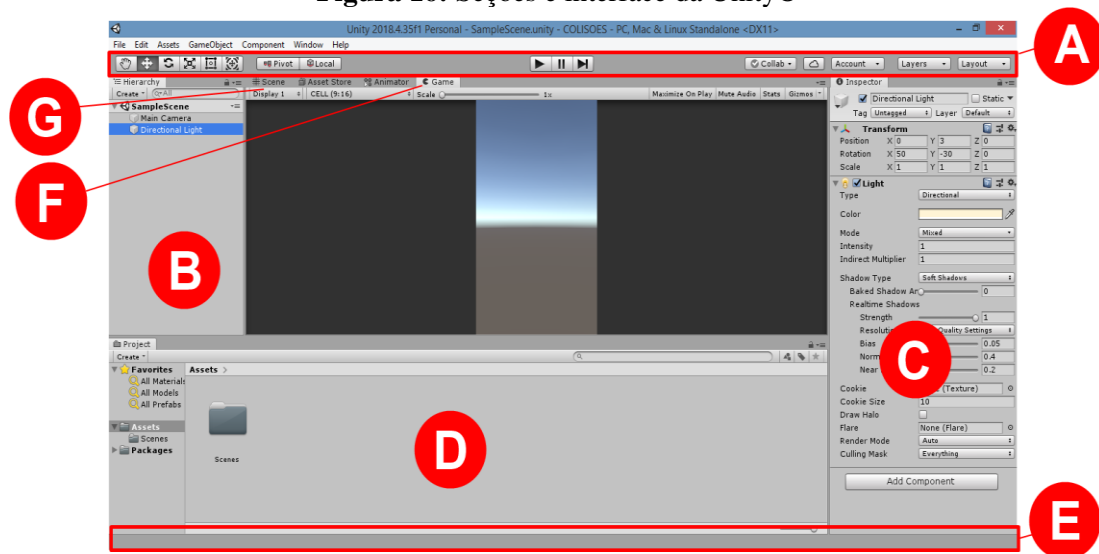 Figura 10: Seções e interface da Unity©
Unity 2018.4.35f1 Personal - SampleScene.unity - COLISOES - PC, Mac & Linux Standalone <DX11>
File Edit Assets GameObject Component Window Help
A
Pivot Local Collab Account Layers Layout
Hierarchy Scene Asset Store Animator Game Inspector
Create All Display 1 CELL (9:16) Scale 1x Maximize On Play Mute Audio Stats Gizmos
Directional Light Static
SampleScene
Main Camera
Directional Light
Tag Untagged Layer Default
G
Transform
Position X 0 Y 3 Z 0
Rotation X 50 Y -30 Z 0
Scale X 1 Y 1 Z 1
F
Light
Type Directional
Color
Mode Mixed
Intensity 1
Indirect Multiplier 1
B
Shadow Type Soft Shadows
Baked Shadow An 0
Realtime Shadows
Strength 1
Quality Settings
Bias 0.05
Norm 0.4
Near 0.2
C
Cookie (Texture)
Cookie Size 10
Draw Halo
Flare None (Flare)
Render Mode Auto
Culling Mask Everything
Add Component
Project
Create
Favorites
All Materials
All Models
All Prefabs
Assets
Scenes
Packages
Assets >
Scenes
D
E